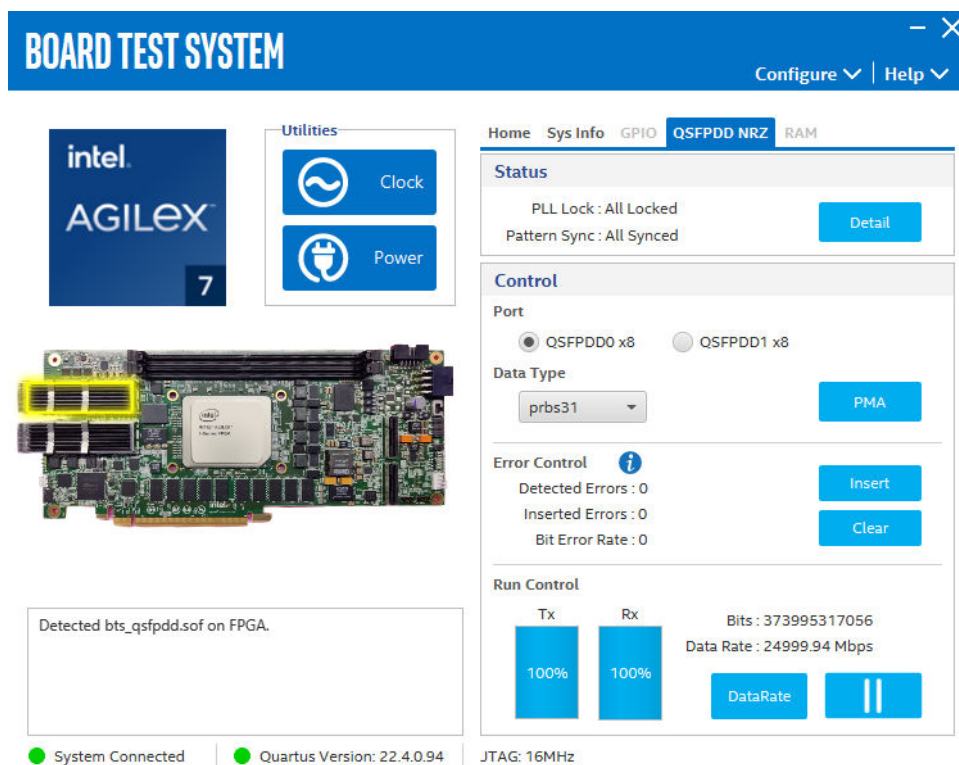 BOARD TEST SYSTEM
Configure | Help
intel.
AGILEX
7
Utilities
Clock
Power
Home Sys Info GPIO QSFPDD NRZ RAM
Status
PLL Lock : All Locked
Pattern Sync : All Synced
Detail
Control
Port
QSFPDD0 x8 QSFPDD1 x8
Data Type
prbs31
PMA
Error Control
Detected Errors : 0
Inserted Errors : 0
Bit Error Rate : 0
Insert
Clear
Run Control
Tx Rx
100% 100%
Bits : 373995317056
Data Rate : 24999.94 Mbps
DataRate
Detected bts_qsfpdd.sof on FPGA.
System Connected
Quartus Version: 22.4.0.94
JTAG: 16MHz